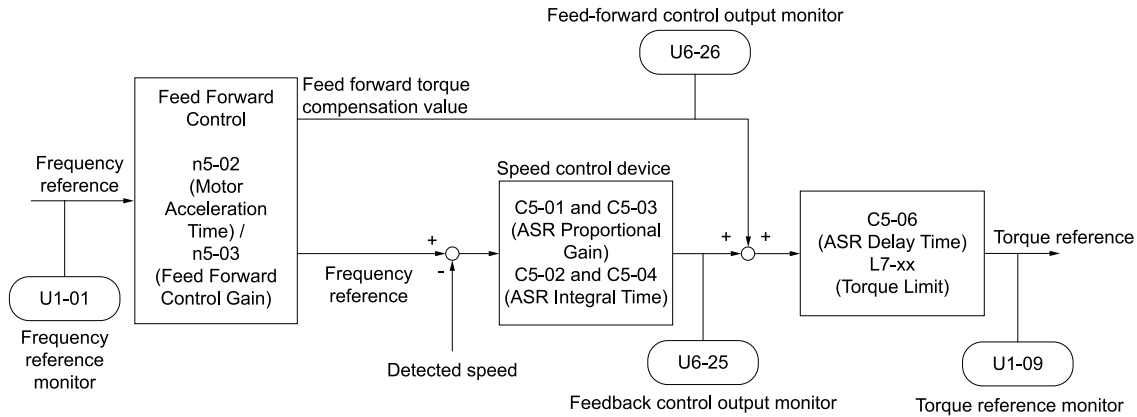 Feed-forward control output monitor
U6-26
Feed Forward
Control
n5-02
(Motor
Acceleration
Time) /
n5-03
(Feed Forward
Control Gain)
Feed forward torque
compensation value
Frequency
reference
U1-01
Frequency
reference
monitor
+
-
Frequency
reference
Detected speed
Speed control device
C5-01 and C5-03
(ASR Proportional
Gain)
C5-02 and C5-04
(ASR Integral Time)
+
+
U6-25
Feedback control output monitor
C5-06
(ASR Delay Time)
L7-xx
(Torque Limit)
Torque reference
U1-09
Torque reference monitor